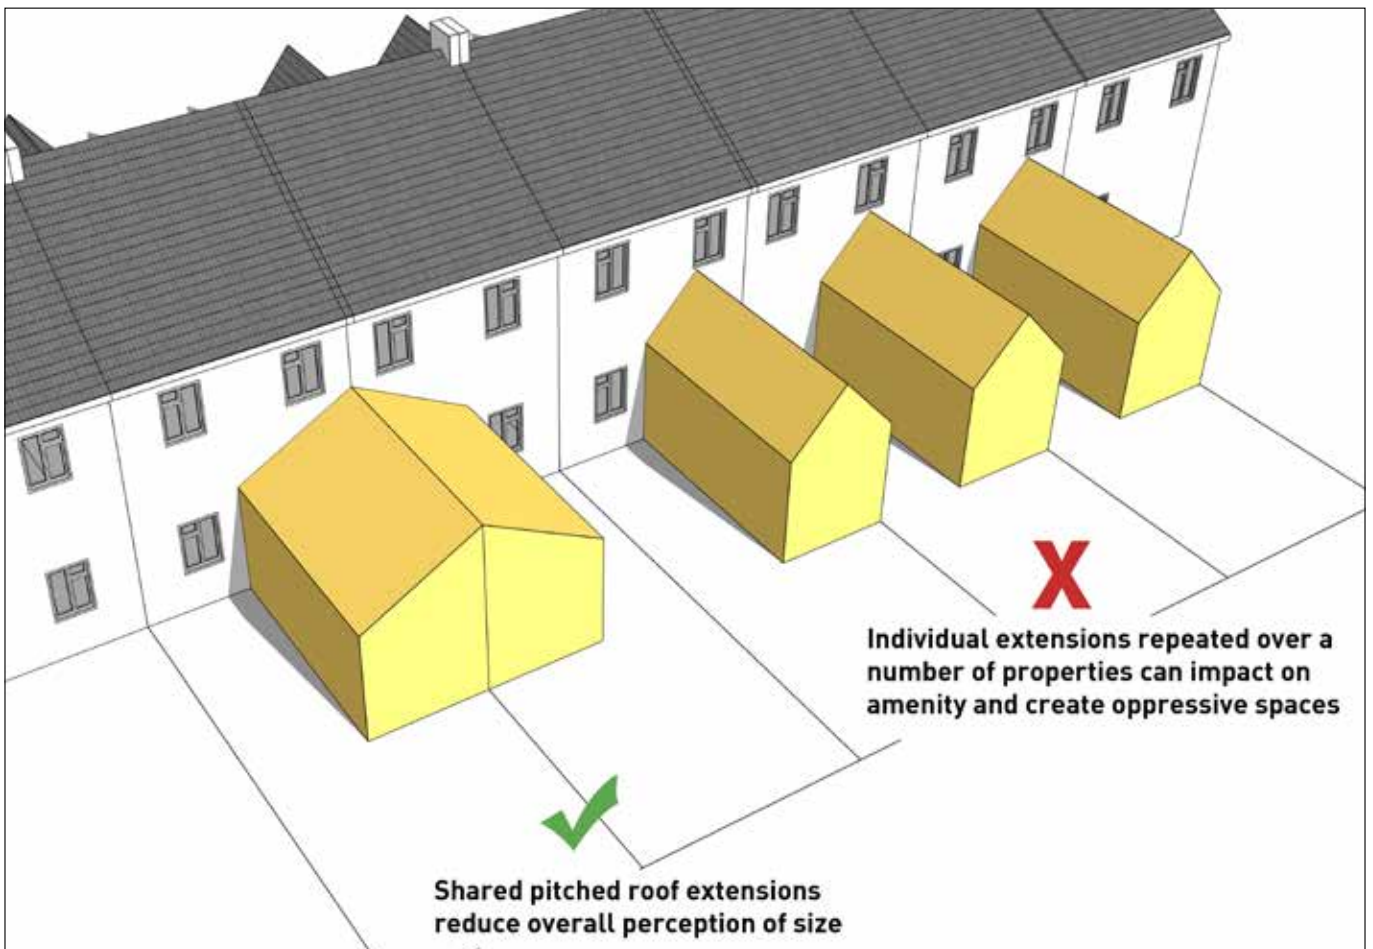 X
Individual extensions repeated over a
number of properties can impact on
amenity and create oppressive spaces
Shared pitched roof extensions
reduce overall perception of size